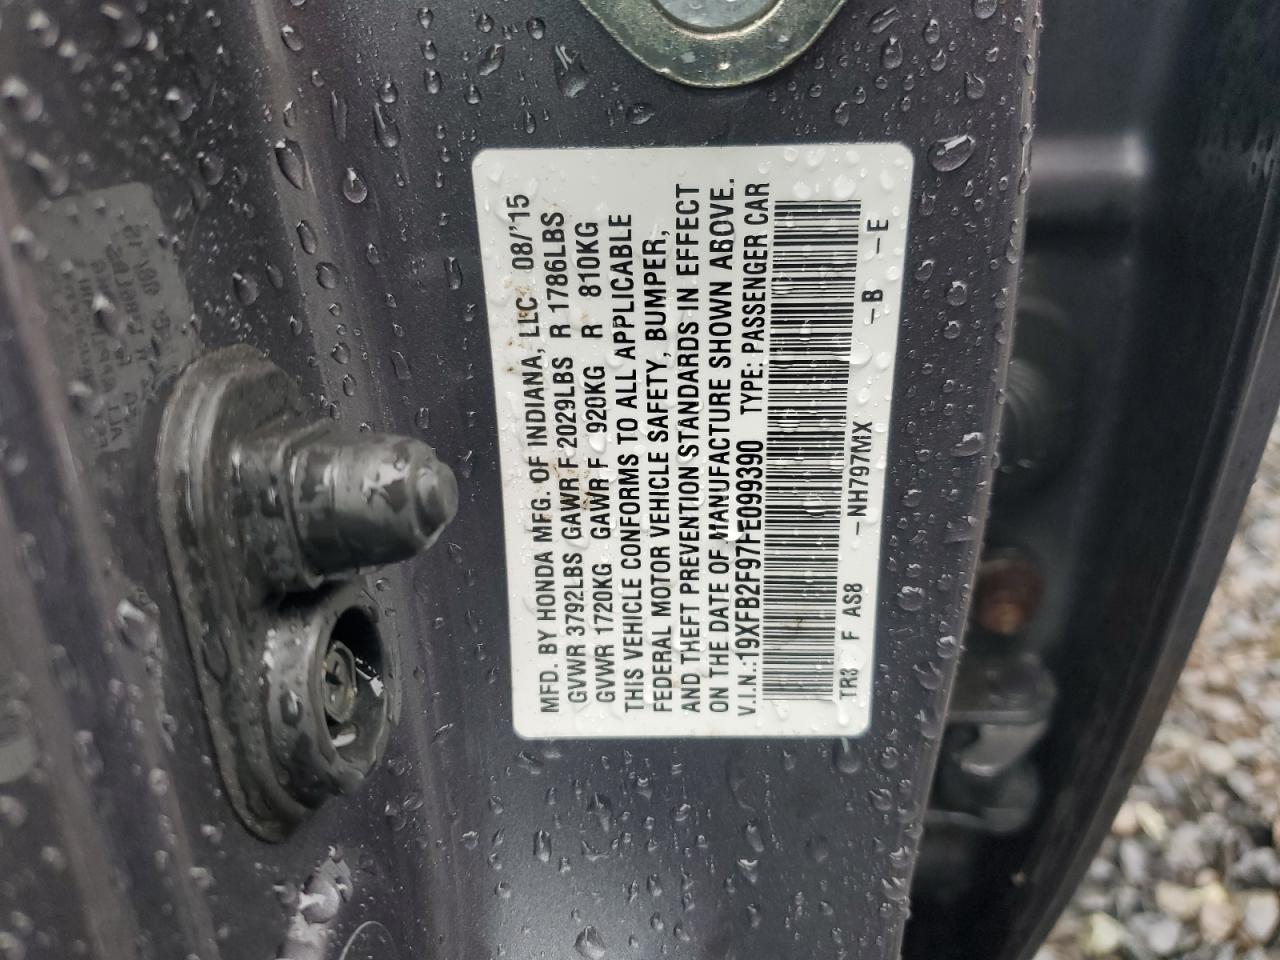 MFD. BY HONDA MFG. OF INDIANA, LLC 08/'15
GVWR 3792LBS GAWR F 2029LBS R 1786LBS
GVWR 1720KG GAWR F 920KG R 810KG
THIS VEHICLE CONFORMS TO ALL APPLICABLE
FEDERAL MOTOR VEHICLE SAFETY, BUMPER,
AND THEFT PREVENTION STANDARDS IN EFFECT
ON THE DATE OF MANUFACTURE SHOWN ABOVE.
V.I.N.:19XFB2F97FE099390 TYPE: PASSENGER CAR
TR3 F AS8 -NH797MX -B -E